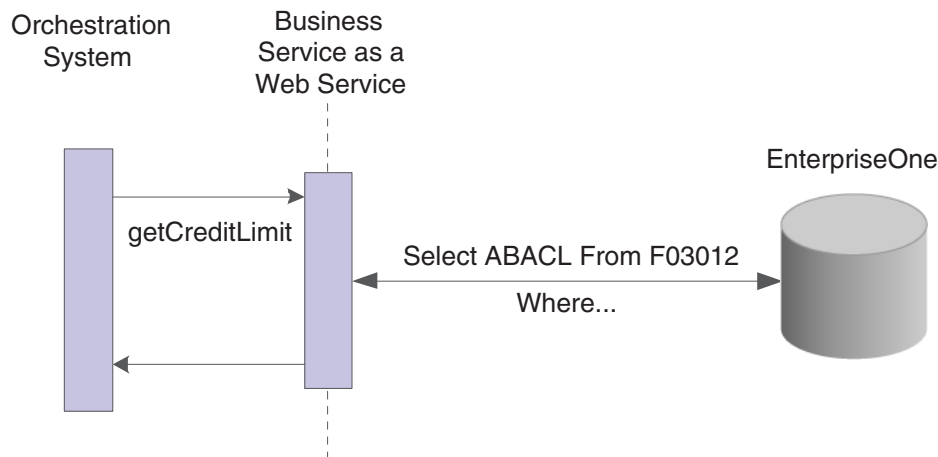 Orchestration
System
Business
Service as a
Web Service
EnterpriseOne
getCreditLimit
Select ABACL From F03012
Where...